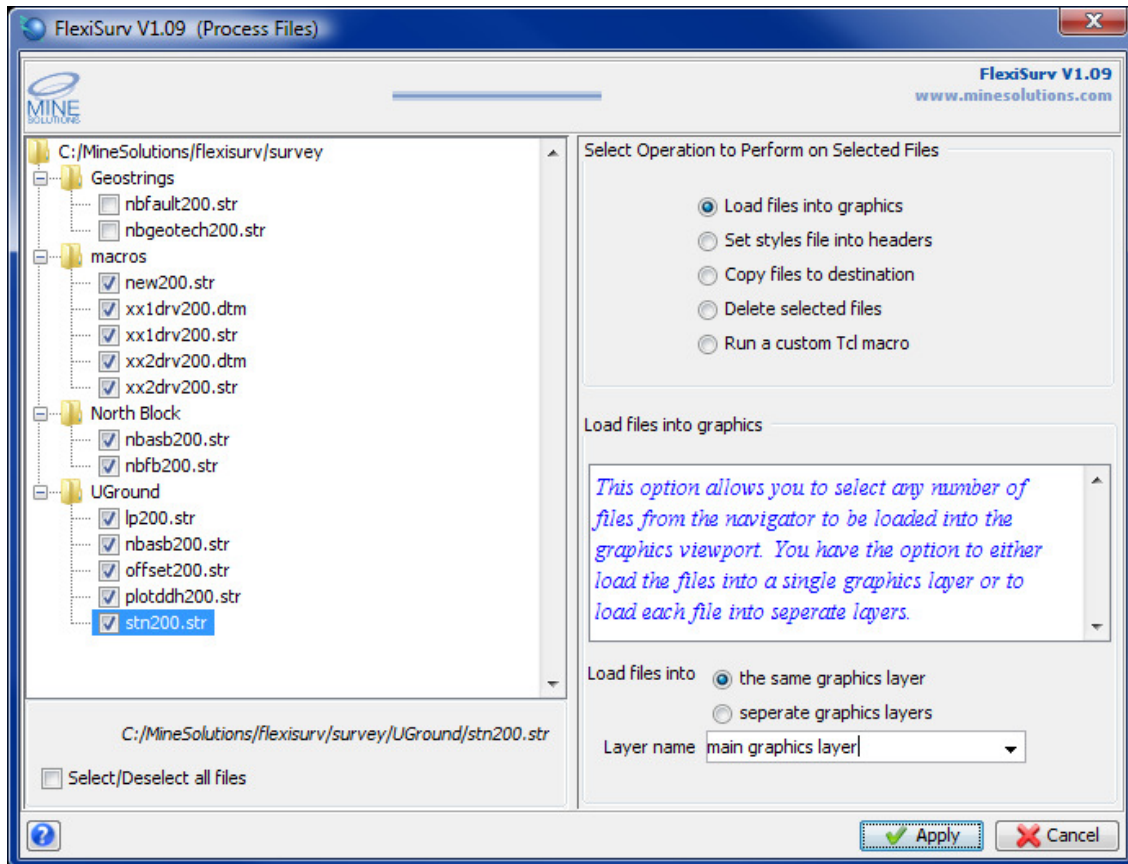 FlexiSurv V1.09 (Process Files)
FlexiSurv V1.09
www.minesolutions.com
MINE
SOLUTIONS
C:/MineSolutions/flexisurv/survey
Geostrings
nbfault200.str
nbgeotech200.str
macros
new200.str
xx1drv200.dtm
xx1drv200.str
xx2drv200.dtm
xx2drv200.str
North Block
nbasb200.str
nbfb200.str
UGround
lp200.str
nbasb200.str
offset200.str
plotddh200.str
stn200.str
C:/MineSolutions/flexisurv/survey/UGround/stn200.str
Select/Deselect all files
Select Operation to Perform on Selected Files
Load files into graphics
Set styles file into headers
Copy files to destination
Delete selected files
Run a custom Tcl macro
Load files into graphics
This option allows you to select any number of
files from the navigator to be loaded into the
graphics viewport. You have the option to either
load the files into a single graphics layer or to
load each file into seperate layers.
Load files into
the same graphics layer
seperate graphics layers
Layer name main graphics layer
Apply
Cancel